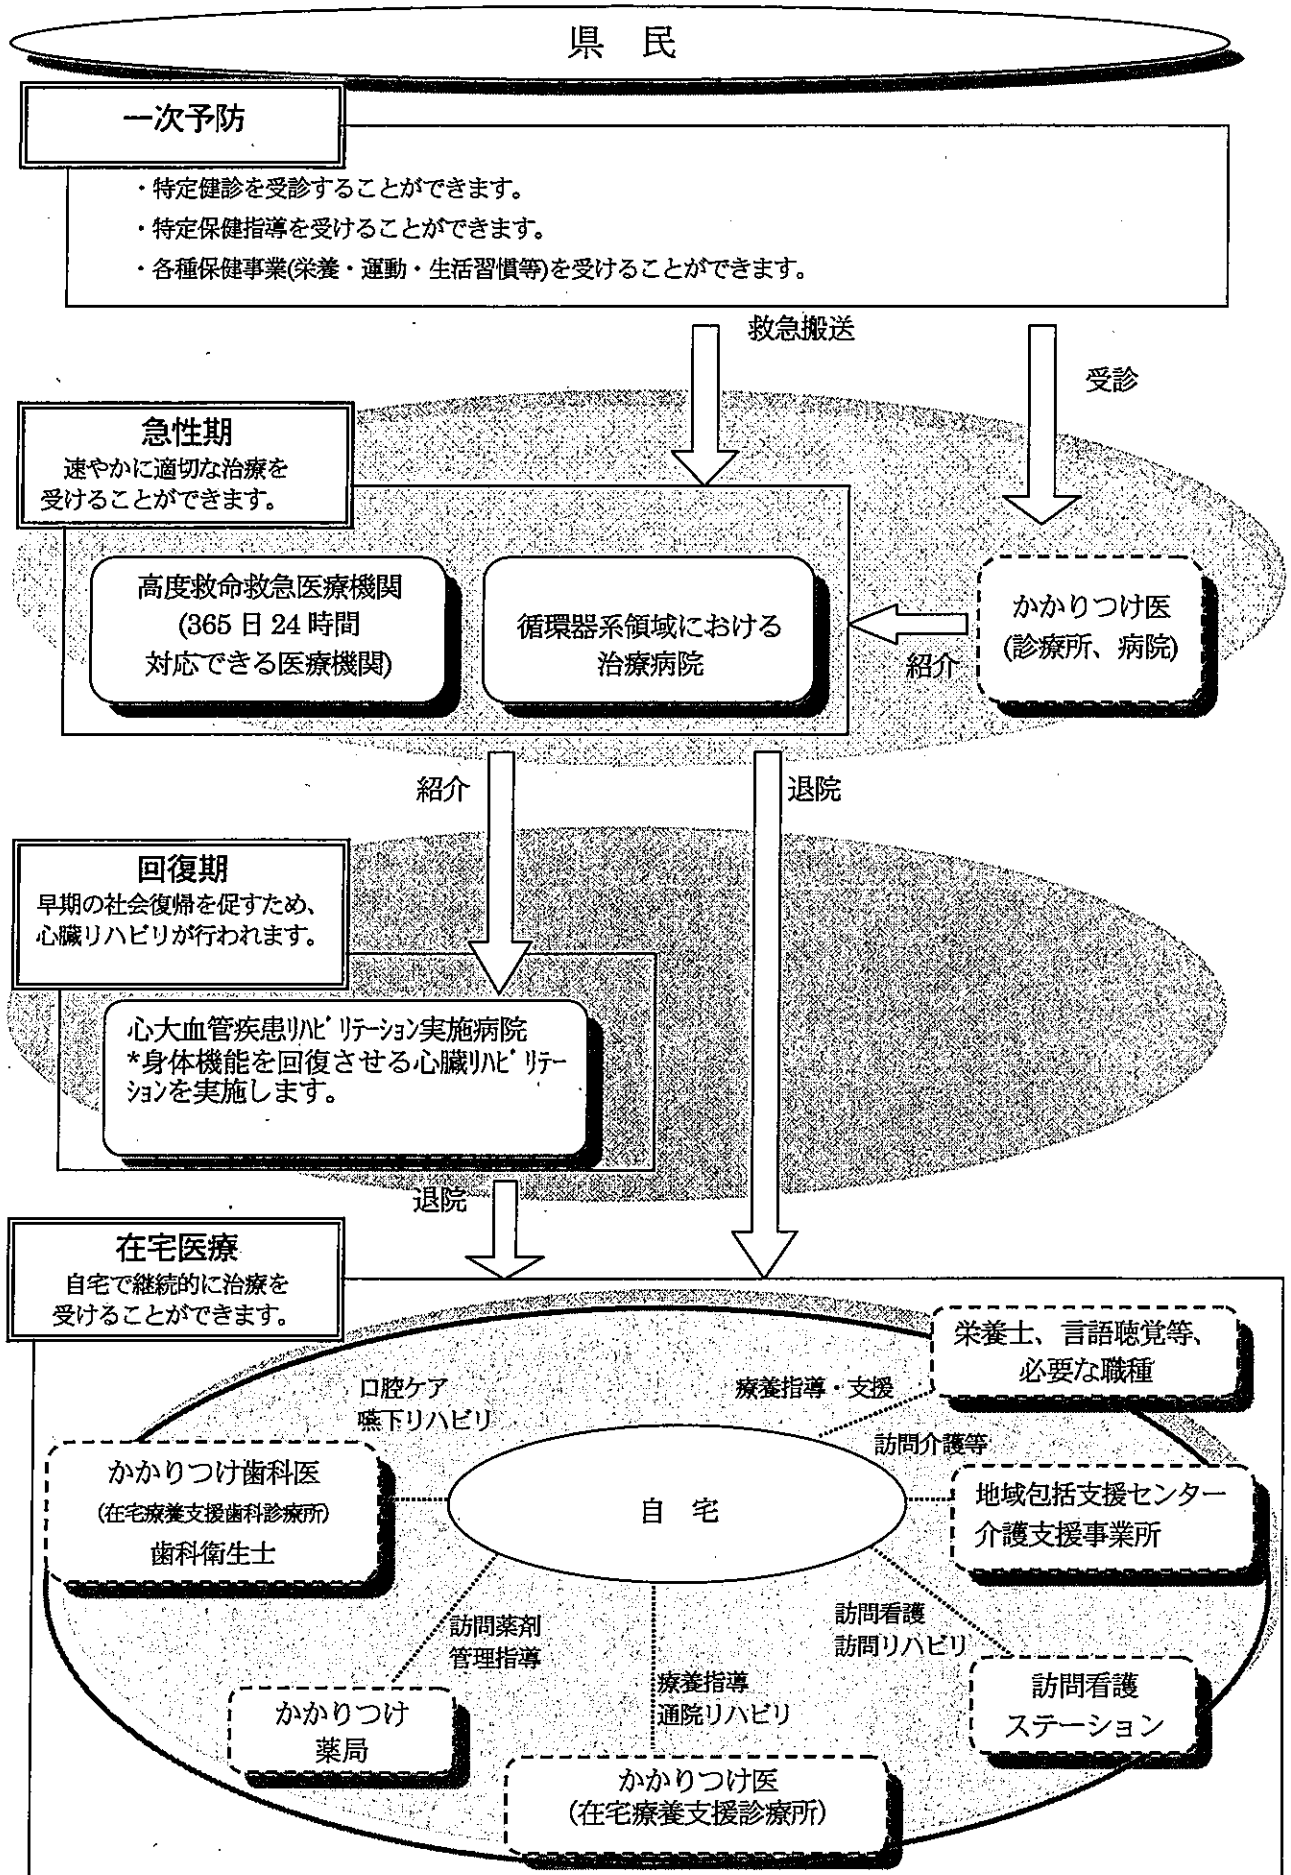 県 民
一次予防
・特定健診を受診することができます。
・特定保健指導を受けることができます。
・各種保健事業(栄養・運動・生活習慣等)を受けることができます。
救急搬送
受診
急性期
速やかに適切な治療を
受けることができます。
高度救命救急医療機関
(365 日 24 時間
対応できる医療機関)
循環器系領域における
治療病院
紹介
かかりつけ医
(診療所、病院)
紹介
退院
回復期
早期の社会復帰を促すため、
心臓リハビリが行われます。
心大血管疾患ﾘﾊﾋﾞﾘﾃｰｼｮﾝ実施病院
*身体機能を回復させる心臓ﾘﾊﾋﾞﾘﾃｰ
ｼｮﾝを実施します。
退院
在宅医療
自宅で継続的に治療を
受けることができます。
栄養士、言語聴覚等、
必要な職種
口腔ケア
嚥下リハビリ
療養指導・支援
訪問介護等
かかりつけ歯科医
(在宅療養支援歯科診療所)
歯科衛生士
自 宅
地域包括支援センター
介護支援事業所
訪問薬剤
管理指導
療養指導
通院リハビリ
訪問看護
訪問リハビリ
かかりつけ
薬局
訪問看護
ステーション
かかりつけ医
(在宅療養支援診療所)